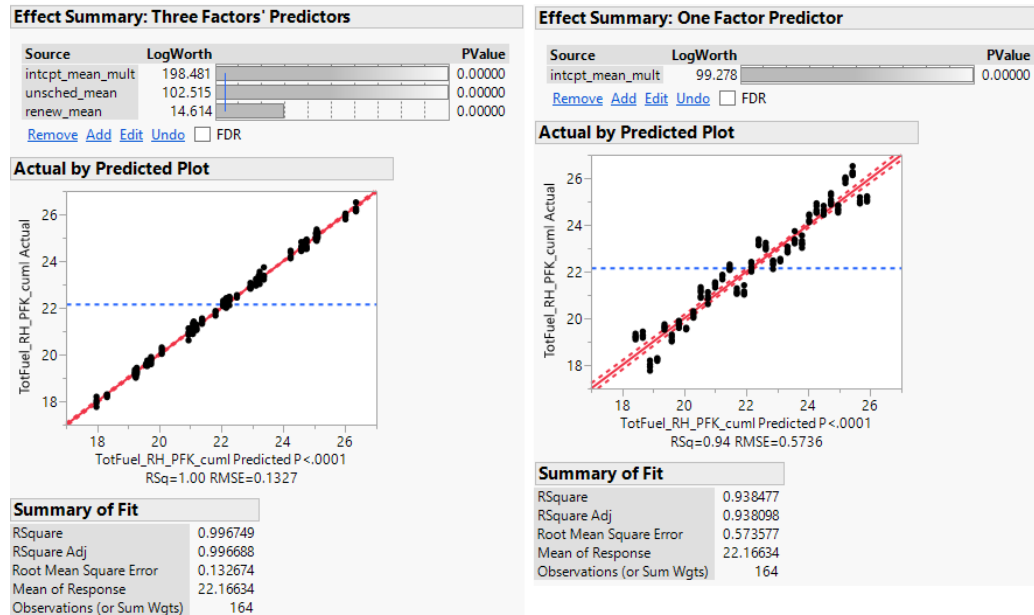 Effect Summary: Three Factors' Predictors
Source LogWorth PValue
intcpt_mean_mult 198.481 0.00000
unsched_mean 102.515 0.00000
renew_mean 14.614 0.00000
Remove Add Edit Undo FDR
Actual by Predicted Plot
TotFuel_RH_PFK_cuml Actual
26
24
22
20
18
18 20 22 24 26
TotFuel_RH_PFK_cuml Predicted P<.0001
RSq=1.00 RMSE=0.1327
Summary of Fit
RSquare 0.996749
RSquare Adj 0.996688
Root Mean Square Error 0.132674
Mean of Response 22.16634
Observations (or Sum Wgts) 164
Effect Summary: One Factor Predictor
Source LogWorth PValue
intcpt_mean_mult 99.278 0.00000
Remove Add Edit Undo FDR
Actual by Predicted Plot
TotFuel_RH_PFK_cuml Actual
26
24
22
20
18
18 20 22 24 26
TotFuel_RH_PFK_cuml Predicted P<.0001
RSq=0.94 RMSE=0.5736
Summary of Fit
RSquare 0.938477
RSquare Adj 0.938098
Root Mean Square Error 0.573577
Mean of Response 22.16634
Observations (or Sum Wgts) 164